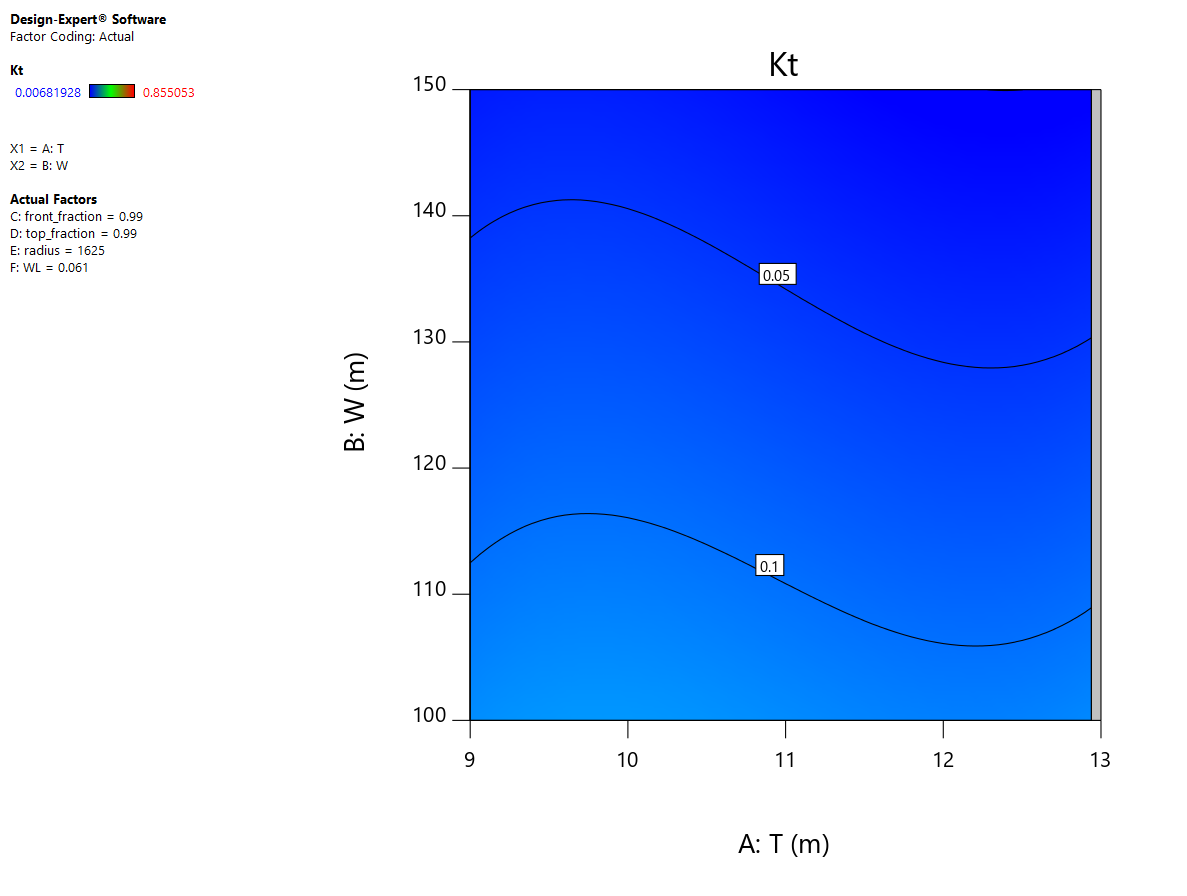 Design-Expert® Software
Factor Coding: Actual
Kt
0.00681928 0.855053
X1 = A: T
X2 = B: W
Actual Factors
C: front_fraction = 0.99
D: top_fraction = 0.99
E: radius = 1625
F: WL = 0.061
Kt
150
140
130
120
110
100
B: W (m)
0.05
0.1
9 10 11 12 13
A: T (m)